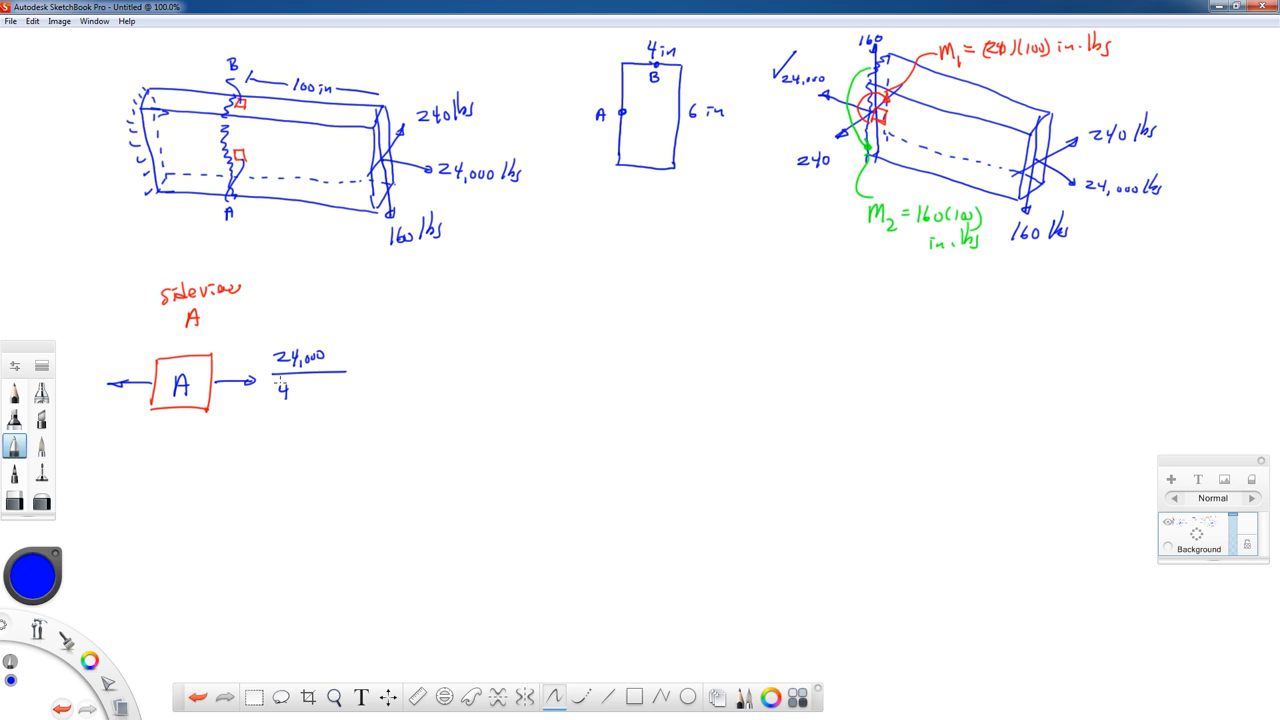 Autodesk SketchBook Pro - Untitled @ 100.0%
File Edit Image Window Help
B
100 in
240 lbs
24,000 lbs
A
160 lbs
4 in
B
A
6 in
160
M₁ = (240)(100) in.lbs
✓
24,000
240
240 lbs
24,000 lbs
M₂ = 160(100)
in.lbs
160 lbs
side view
A
A
24,000
4
T
T
Normal
Background